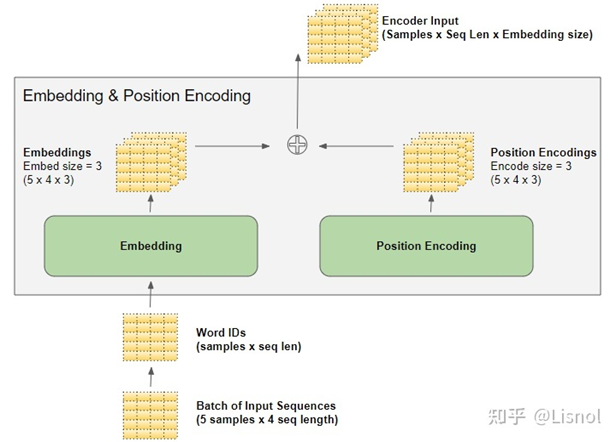 Encoder Input
(Samples x Seq Len x Embedding size)
Embedding & Position Encoding
Embeddings
Embed size = 3
(5 x 4 x 3)
Position Encodings
Encode size = 3
(5 x 4 x 3)
Embedding
Position Encoding
Word IDs
(samples x seq len)
Batch of Input Sequences
(5 samples x 4 seq length)
知乎 @Lisnol